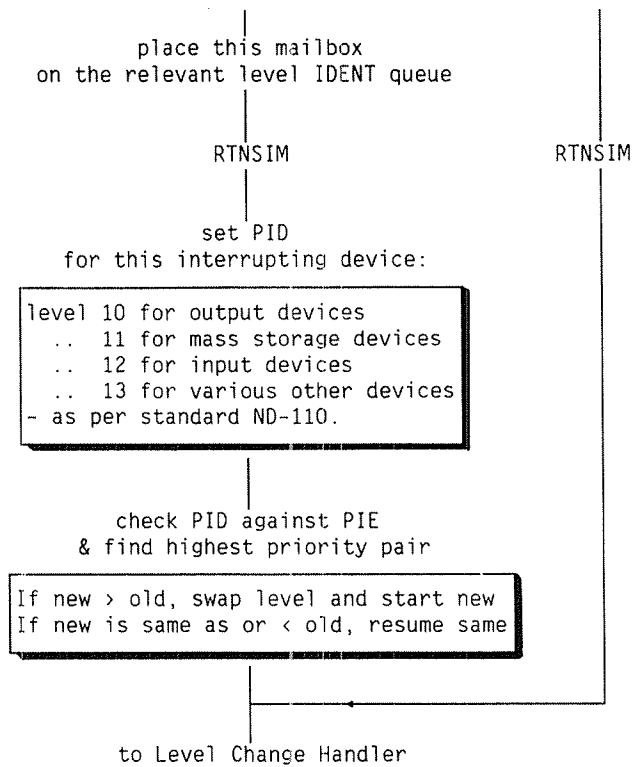 place this mailbox
on the relevant level IDENT queue
RTNSIM RTNSIM
set PID
for this interrupting device:
level 10 for output devices
.. 11 for mass storage devices
.. 12 for input devices
.. 13 for various other devices
- as per standard ND-110.
check PID against PIE
& find highest priority pair
If new > old, swap level and start new
If new is same as or < old, resume same
to Level Change Handler